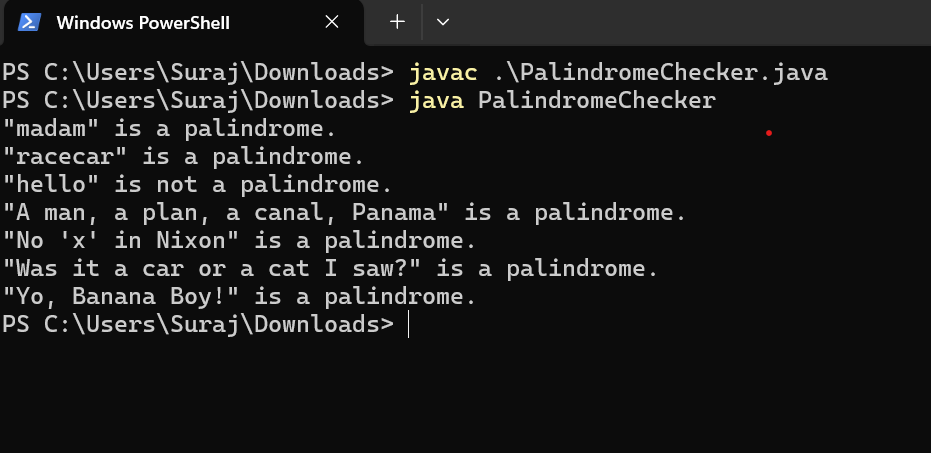 Windows PowerShell
PS C:\Users\Suraj\Downloads> javac .\PalindromeChecker.java
PS C:\Users\Suraj\Downloads> java PalindromeChecker
"madam" is a palindrome.
"racecar" is a palindrome.
"hello" is not a palindrome.
"A man, a plan, a canal, Panama" is a palindrome.
"No 'x' in Nixon" is a palindrome.
"Was it a car or a cat I saw?" is a palindrome.
"Yo, Banana Boy!" is a palindrome.
PS C:\Users\Suraj\Downloads>